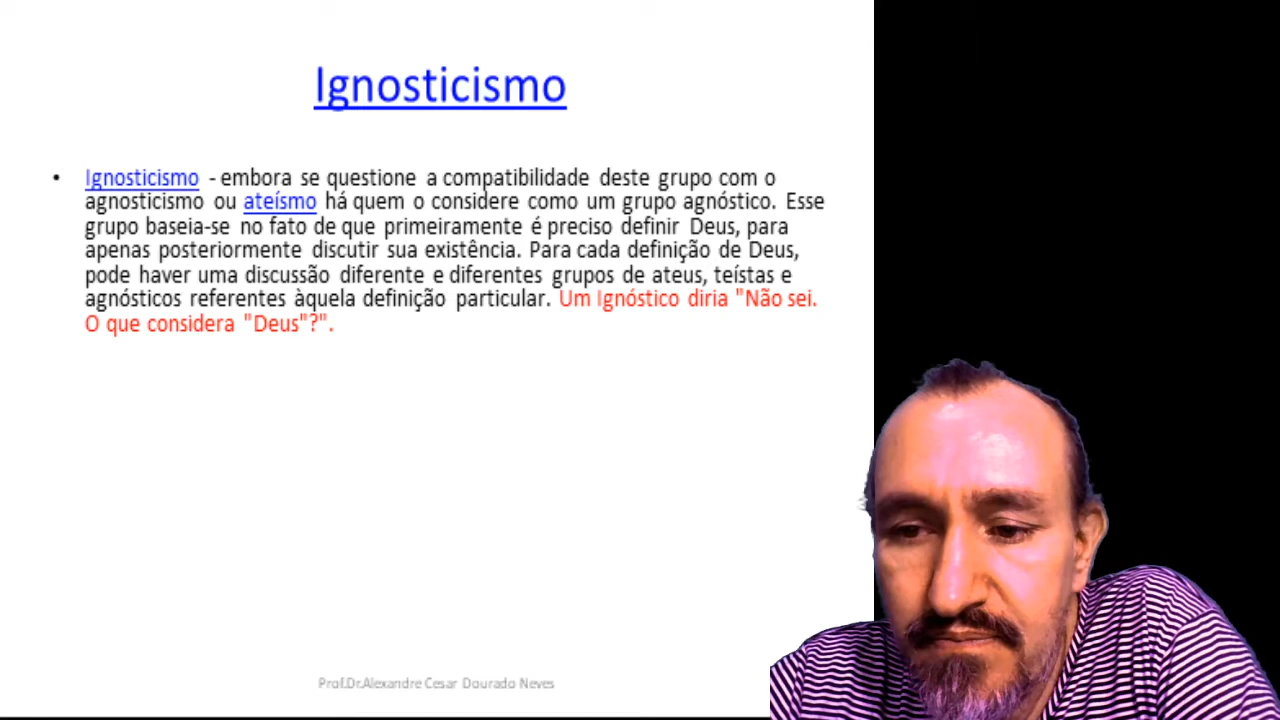 Ignosticismo
• Ignosticismo - embora se questione a compatibilidade deste grupo com o
agnosticismo ou ateísmo há quem o considere como um grupo agnóstico. Esse
grupo baseia-se no fato de que primeiramente é preciso definir Deus, para
apenas posteriormente discutir sua existência. Para cada definição de Deus,
pode haver uma discussão diferente e diferentes grupos de ateus, teístas e
agnósticos referentes àquela definição particular. Um Ignóstico diria "Não sei.
O que considera "Deus"?".
Prof.Dr.Alexandre Cesar Dourado Neves